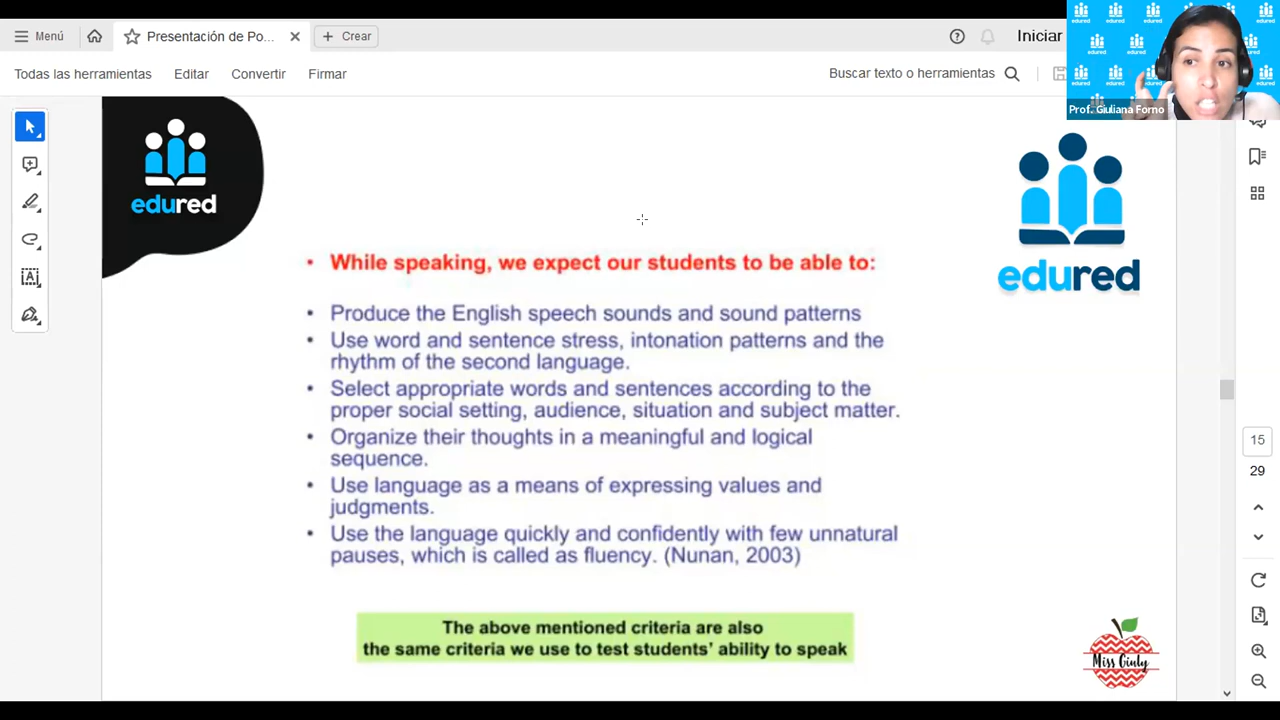 Menú
Presentación de Po...
Crear
Iniciar
Todas las herramientas
Editar
Convertir
Firmar
Buscar texto o herramientas
edured
Prof. Giuliana Forno
edured
edured
• While speaking, we expect our students to be able to:
• Produce the English speech sounds and sound patterns
• Use word and sentence stress, intonation patterns and the
rhythm of the second language.
• Select appropriate words and sentences according to the
proper social setting, audience, situation and subject matter.
• Organize their thoughts in a meaningful and logical
sequence.
• Use language as a means of expressing values and
judgments.
• Use the language quickly and confidently with few unnatural
pauses, which is called as fluency. (Nunan, 2003)
The above mentioned criteria are also
the same criteria we use to test students' ability to speak
Miss Giuly
15
29